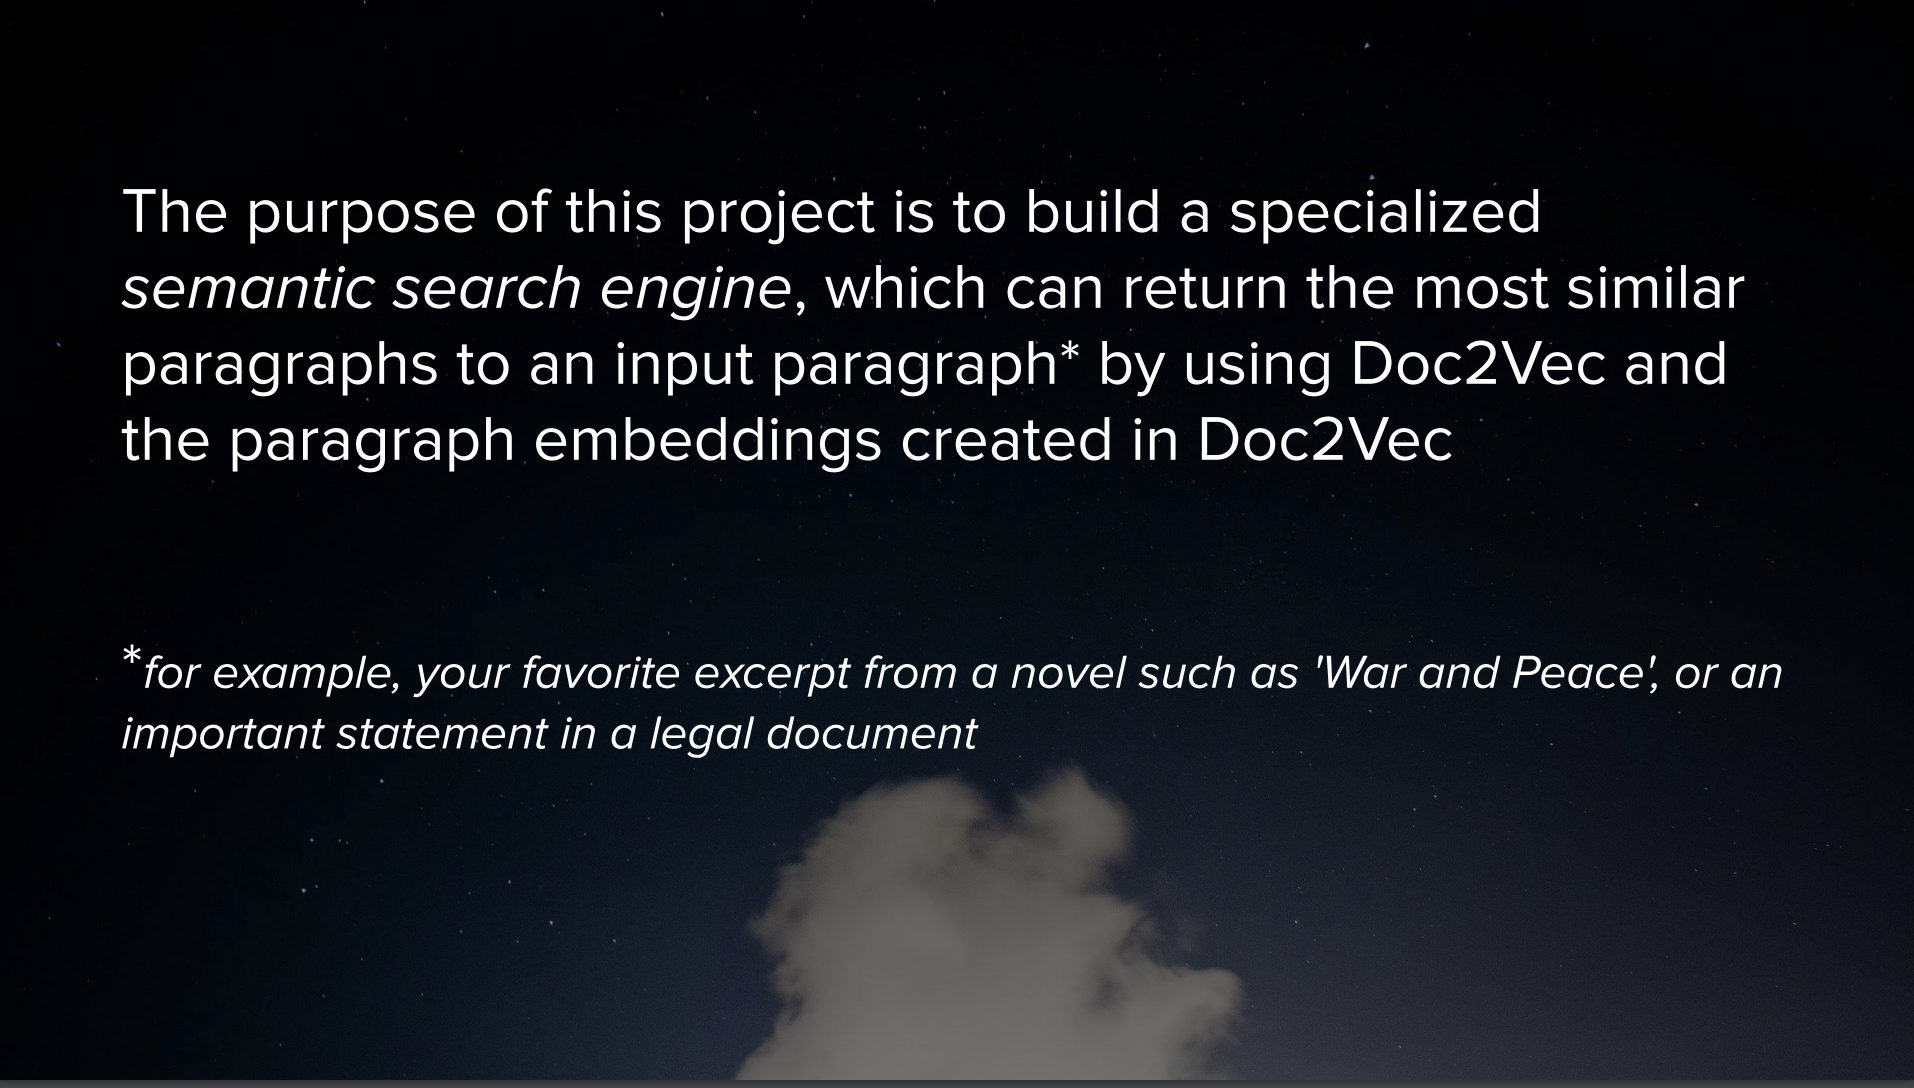 The purpose of this project is to build a specialized
semantic search engine, which can return the most similar
paragraphs to an input paragraph* by using Doc2Vec and
the paragraph embeddings created in Doc2Vec
*for example, your favorite excerpt from a novel such as 'War and Peace', or an
important statement in a legal document